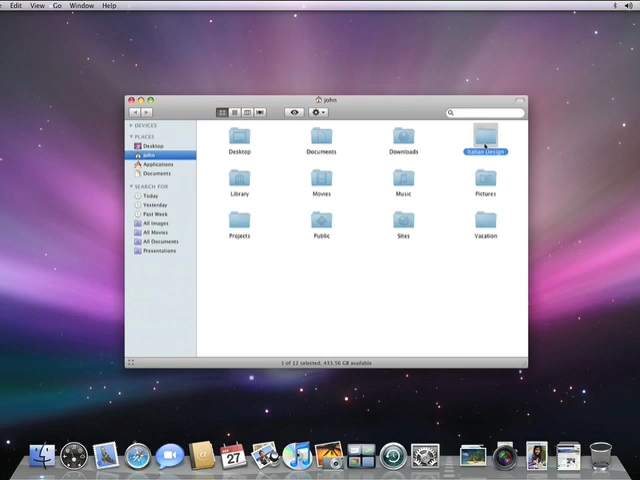 Edit View Go Window Help
john
DEVICES
PLACES
Desktop
john
Applications
Documents
SEARCH FOR
Today
Yesterday
Past Week
All Images
All Movies
All Documents
Presentations
Desktop Documents Downloads Italian Design
Library Movies Music Pictures
Projects Public Sites Vacation
1 of 12 selected, 433.56 GB available
27